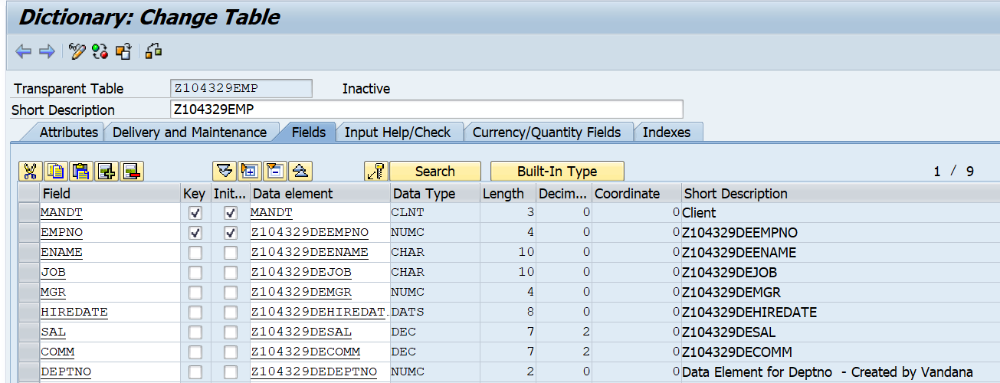 Dictionary: Change Table
Transparent Table Z104329EMP Inactive
Short Description Z104329EMP
Attributes Delivery and Maintenance Fields Input Help/Check Currency/Quantity Fields Indexes
Search Built-In Type 1 / 9
Field Key Init... Data element Data Type Length Decim... Coordinate Short Description
MANDT MANDT CLNT 3 0 0 Client
EMPNO Z104329DEEMPNO NUMC 4 0 0 Z104329DEEMPNO
ENAME Z104329DEENAME CHAR 10 0 0 Z104329DEENAME
JOB Z104329DEJOB CHAR 10 0 0 Z104329DEJOB
MGR Z104329DEMGR NUMC 4 0 0 Z104329DEMGR
HIREDATE Z104329DEHIREDAT.. DATS 8 0 0 Z104329DEHIREDATE
SAL Z104329DESAL DEC 7 2 0 Z104329DESAL
COMM Z104329DECOMM DEC 7 2 0 Z104329DECOMM
DEPTNO Z104329DEDEPTNO NUMC 2 0 0 Data Element for Deptno - Created by Vandana